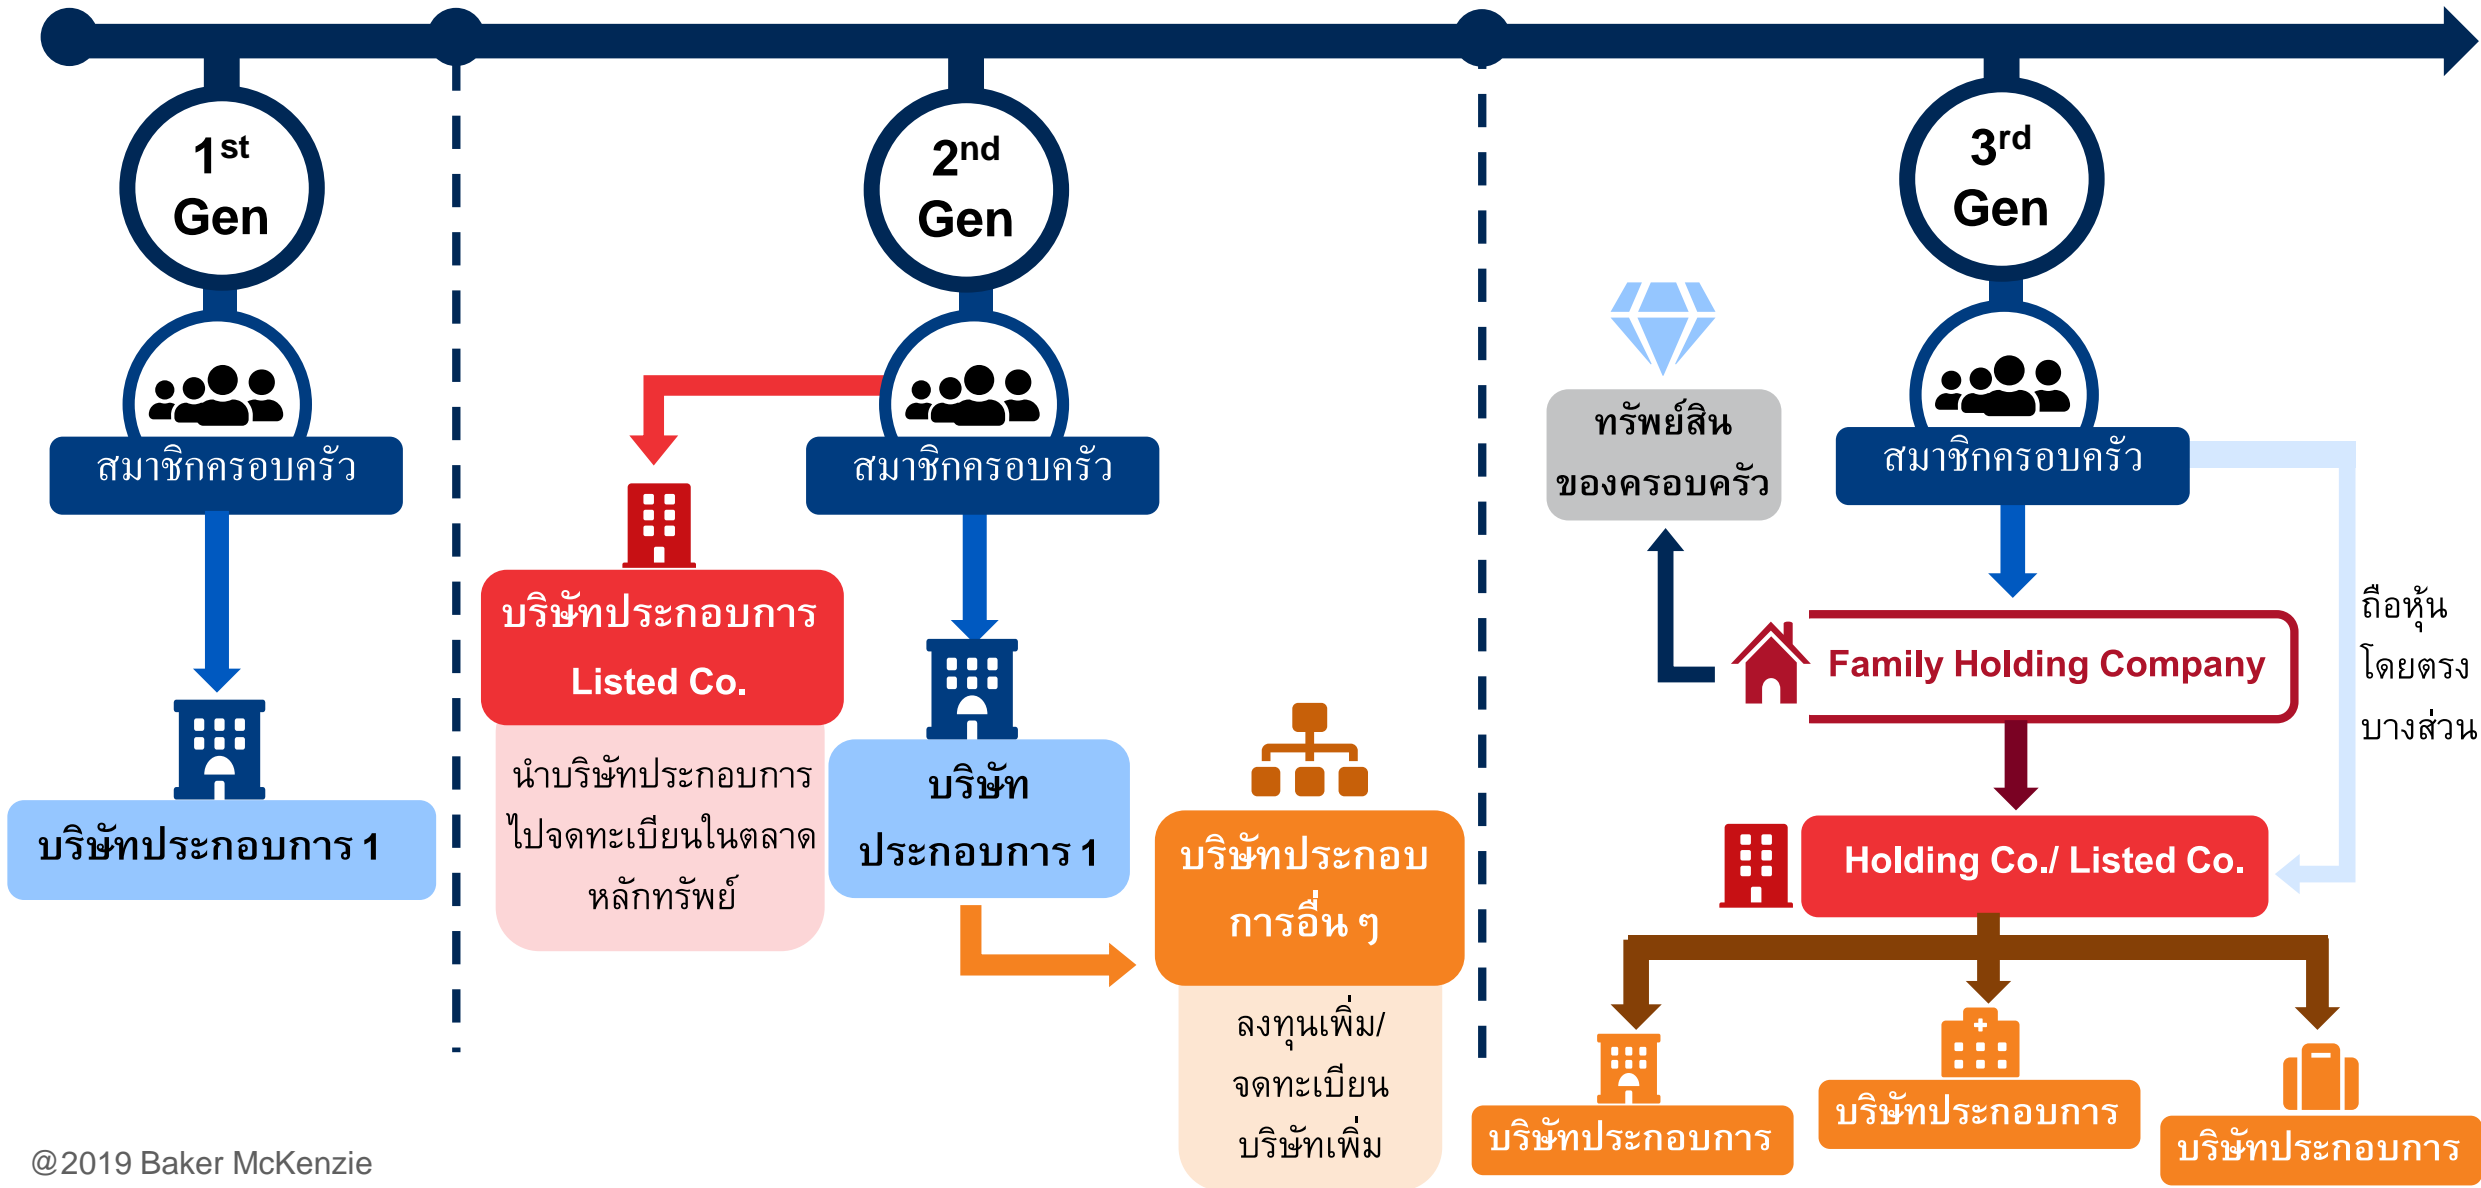 1st
Gen
สมาชิกครอบครัว
บริษัทประกอบการ 1
2nd
Gen
สมาชิกครอบครัว
บริษัทประกอบการ
Listed Co.
นำบริษัทประกอบการ
ไปจดทะเบียนในตลาด
หลักทรัพย์
บริษัท
ประกอบการ 1
บริษัทประกอบ
การอื่น ๆ
ลงทุนเพิ่ม/
จดทะเบียน
บริษัทเพิ่ม
3rd
Gen
สมาชิกครอบครัว
ทรัพย์สิน
ของครอบครัว
Family Holding Company
ถือหุ้น
โดยตรง
บางส่วน
Holding Co./ Listed Co.
บริษัทประกอบการ
บริษัทประกอบการ
บริษัทประกอบการ
@2019 Baker McKenzie